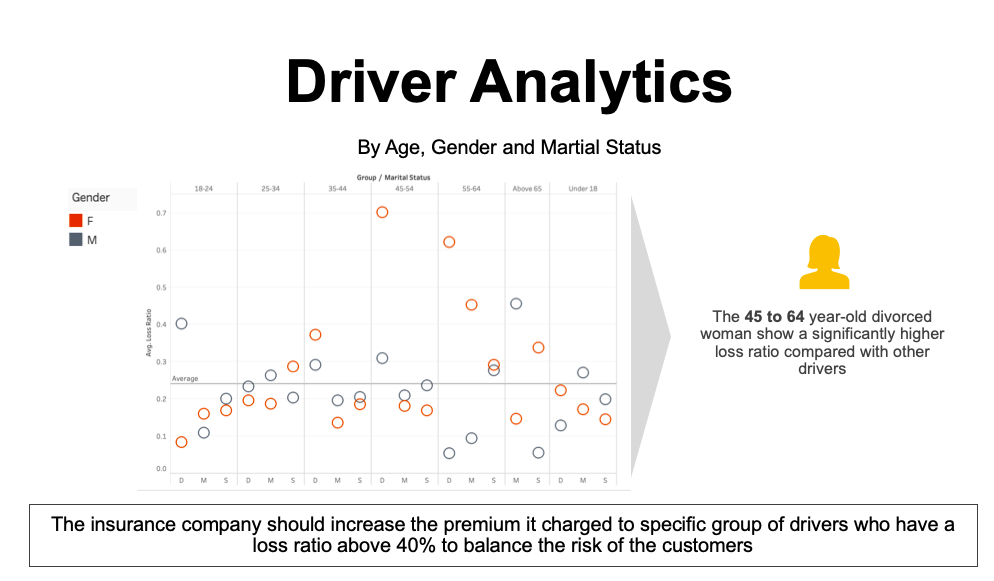 Driver Analytics
By Age, Gender and Martial Status
Group / Marital Status
Gender
F
M
18-24 25-34 35-44 45-54 55-64 Above 65 Under 18
Avg. Loss Ratio
0.7
0.6
0.5
0.4
0.3
Average
0.2
0.1
0.0
D M S D M S D M S D M S D M S M S D M S
The 45 to 64 year-old divorced
woman show a significantly higher
loss ratio compared with other
drivers
The insurance company should increase the premium it charged to specific group of drivers who have a
loss ratio above 40% to balance the risk of the customers